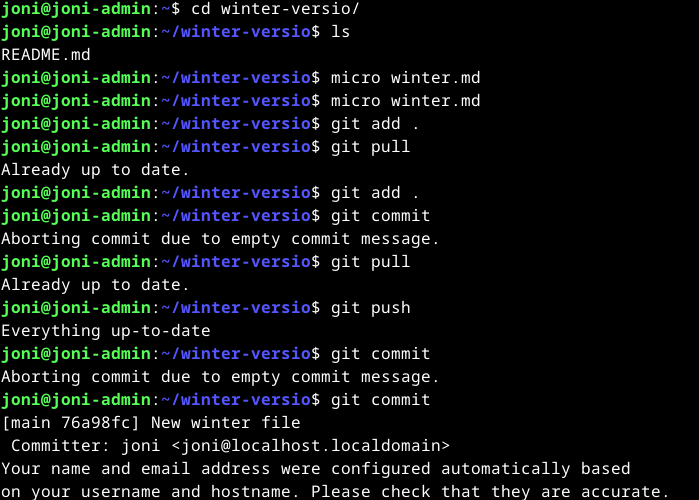 joni@joni-admin:~$ cd winter-versio/
joni@joni-admin:~/winter-versio$ ls
README.md
joni@joni-admin:~/winter-versio$ micro winter.md
joni@joni-admin:~/winter-versio$ micro winter.md
joni@joni-admin:~/winter-versio$ git add .
joni@joni-admin:~/winter-versio$ git pull
Already up to date.
joni@joni-admin:~/winter-versio$ git add .
joni@joni-admin:~/winter-versio$ git commit
Aborting commit due to empty commit message.
joni@joni-admin:~/winter-versio$ git pull
Already up to date.
joni@joni-admin:~/winter-versio$ git push
Everything up-to-date
joni@joni-admin:~/winter-versio$ git commit
Aborting commit due to empty commit message.
joni@joni-admin:~/winter-versio$ git commit
[main 76a98fc] New winter file
 Committer: joni <joni@localhost.localdomain>
Your name and email address were configured automatically based
on your username and hostname. Please check that they are accurate.